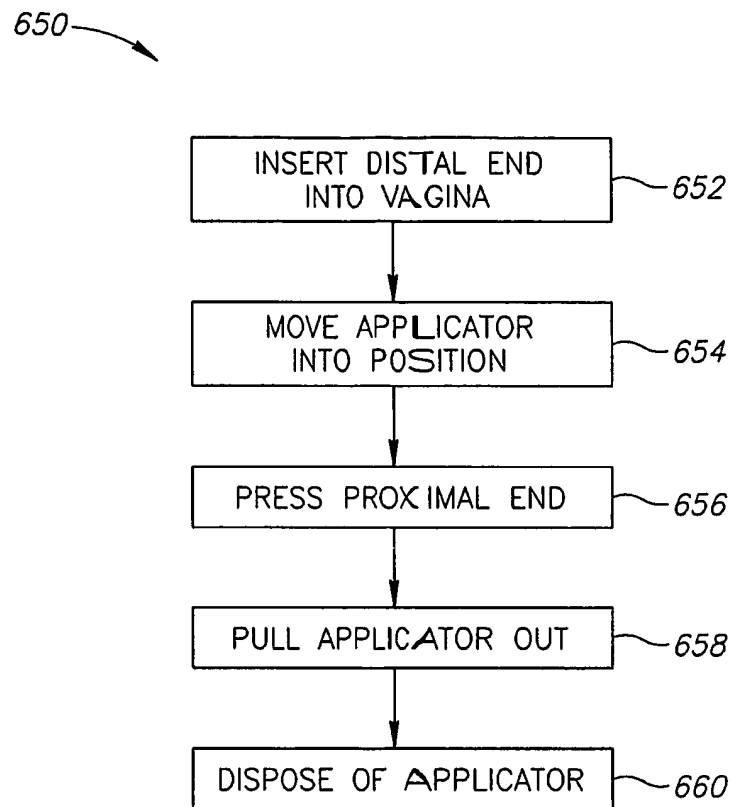 650
INSERT DISTAL END
INTO VAGINA
652
MOVE APPLICATOR
INTO POSITION
654
PRESS PROXIMAL END
656
PULL APPLICATOR OUT
658
DISPOSE OF APPLICATOR
660